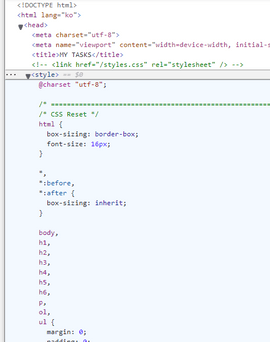 <!DOCTYPE html>
<html lang="ko">
<head>
<meta charset="utf-8">
<meta name="viewport" content="width=device-width, initial-s
<title>MY TASKS</title>
<!-- <link href="/styles.css" rel="stylesheet" /> -->
<style> == $0
@charset "utf-8";
/* ====================================================
/* CSS Reset */
html {
box-sizing: border-box;
font-size: 16px;
}
*,
*:before,
*:after {
box-sizing: inherit;
}
body,
h1,
h2,
h3,
h4,
h5,
h6,
p,
ol,
ul {
margin: 0;
padding: 0;